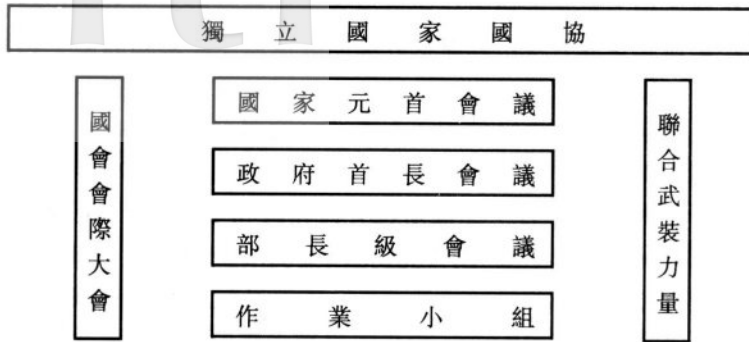 獨立國家國協
國會會際大會
國家元首會議
政府首長會議
部長級會議
作業小組
聯合武裝力量